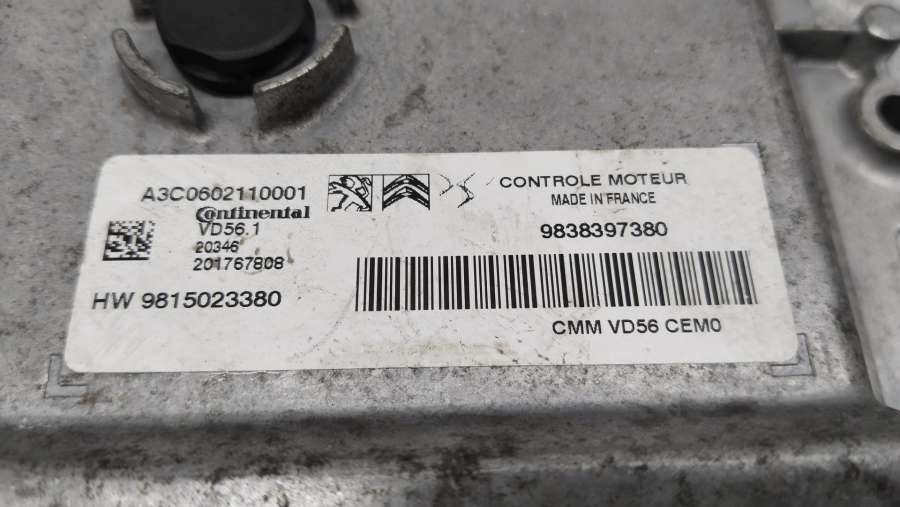 A3C0602110001
Continental
VD56.1
20346
201767808
HW 9815023380
CONTROLE MOTEUR
MADE IN FRANCE
9838397380
CMM VD56 CEM0